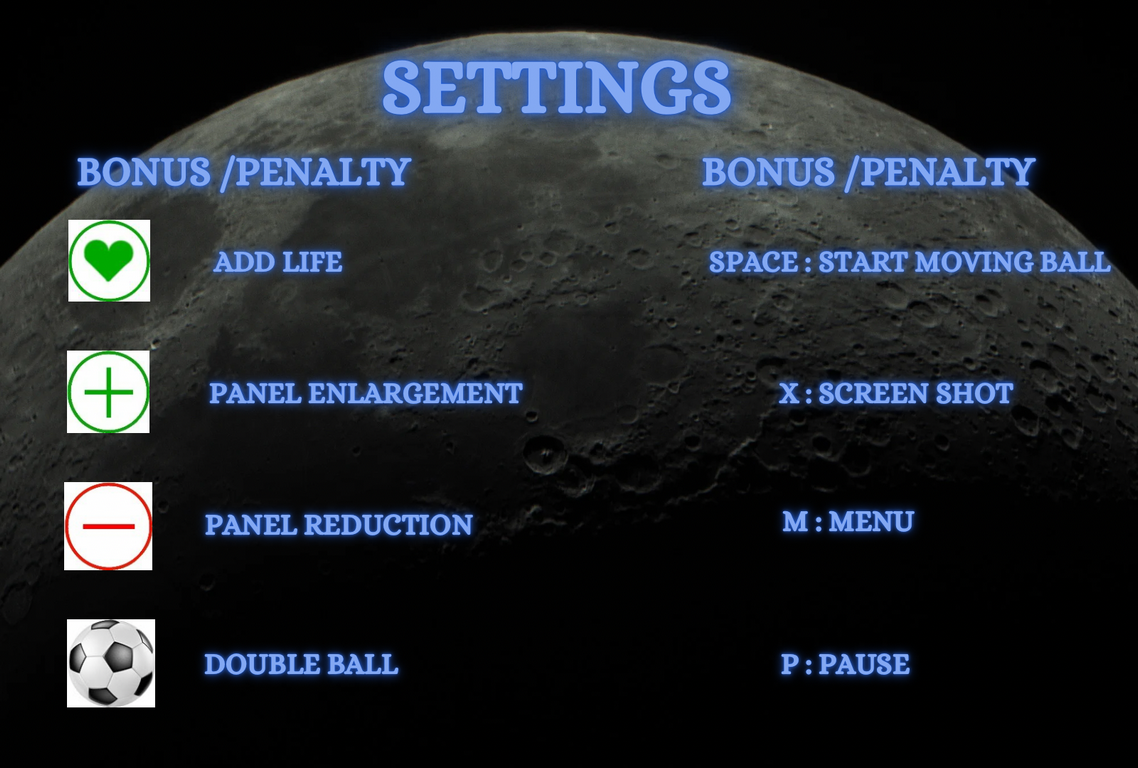 SETTINGS
BONUS /PENALTY
ADD LIFE
PANEL ENLARGEMENT
PANEL REDUCTION
DOUBLE BALL
BONUS /PENALTY
SPACE : START MOVING BALL
X : SCREEN SHOT
M : MENU
P : PAUSE